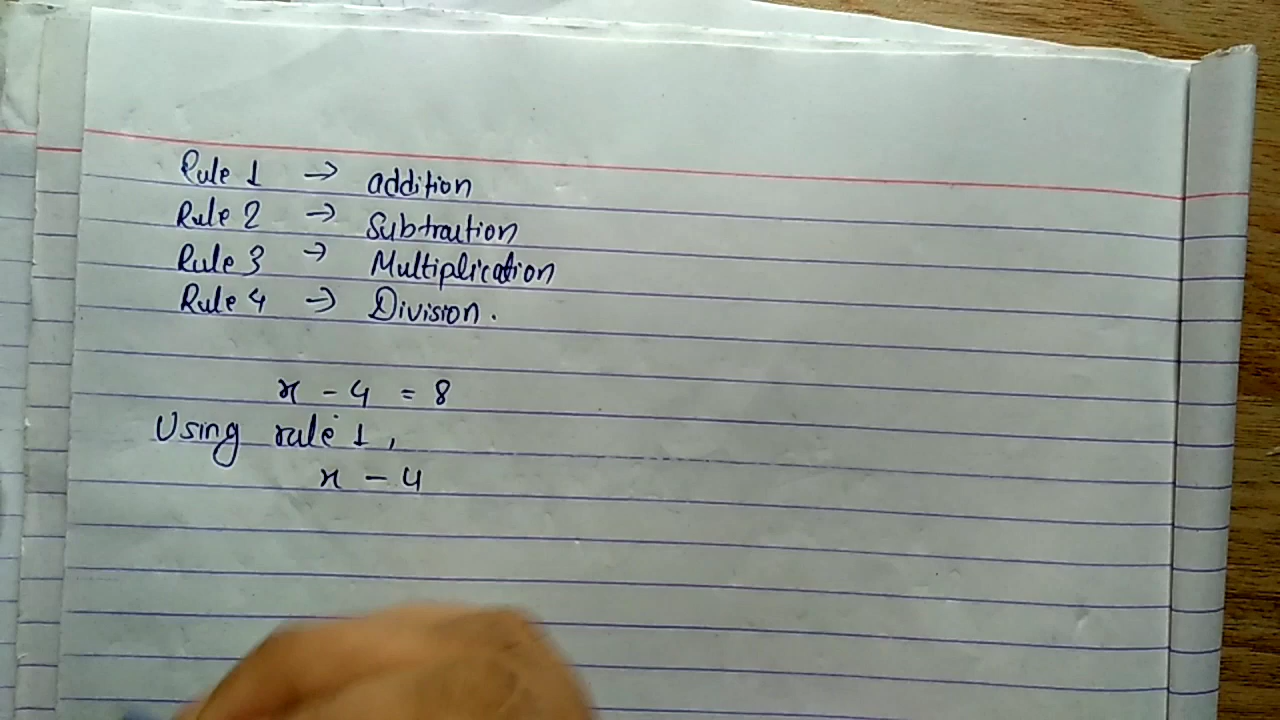 Rule 1 → addition
Rule 2 → Subtraction
Rule 3 → Multiplication
Rule 4 → Division.
x - 4 = 8
Using rule 1,
x - 4